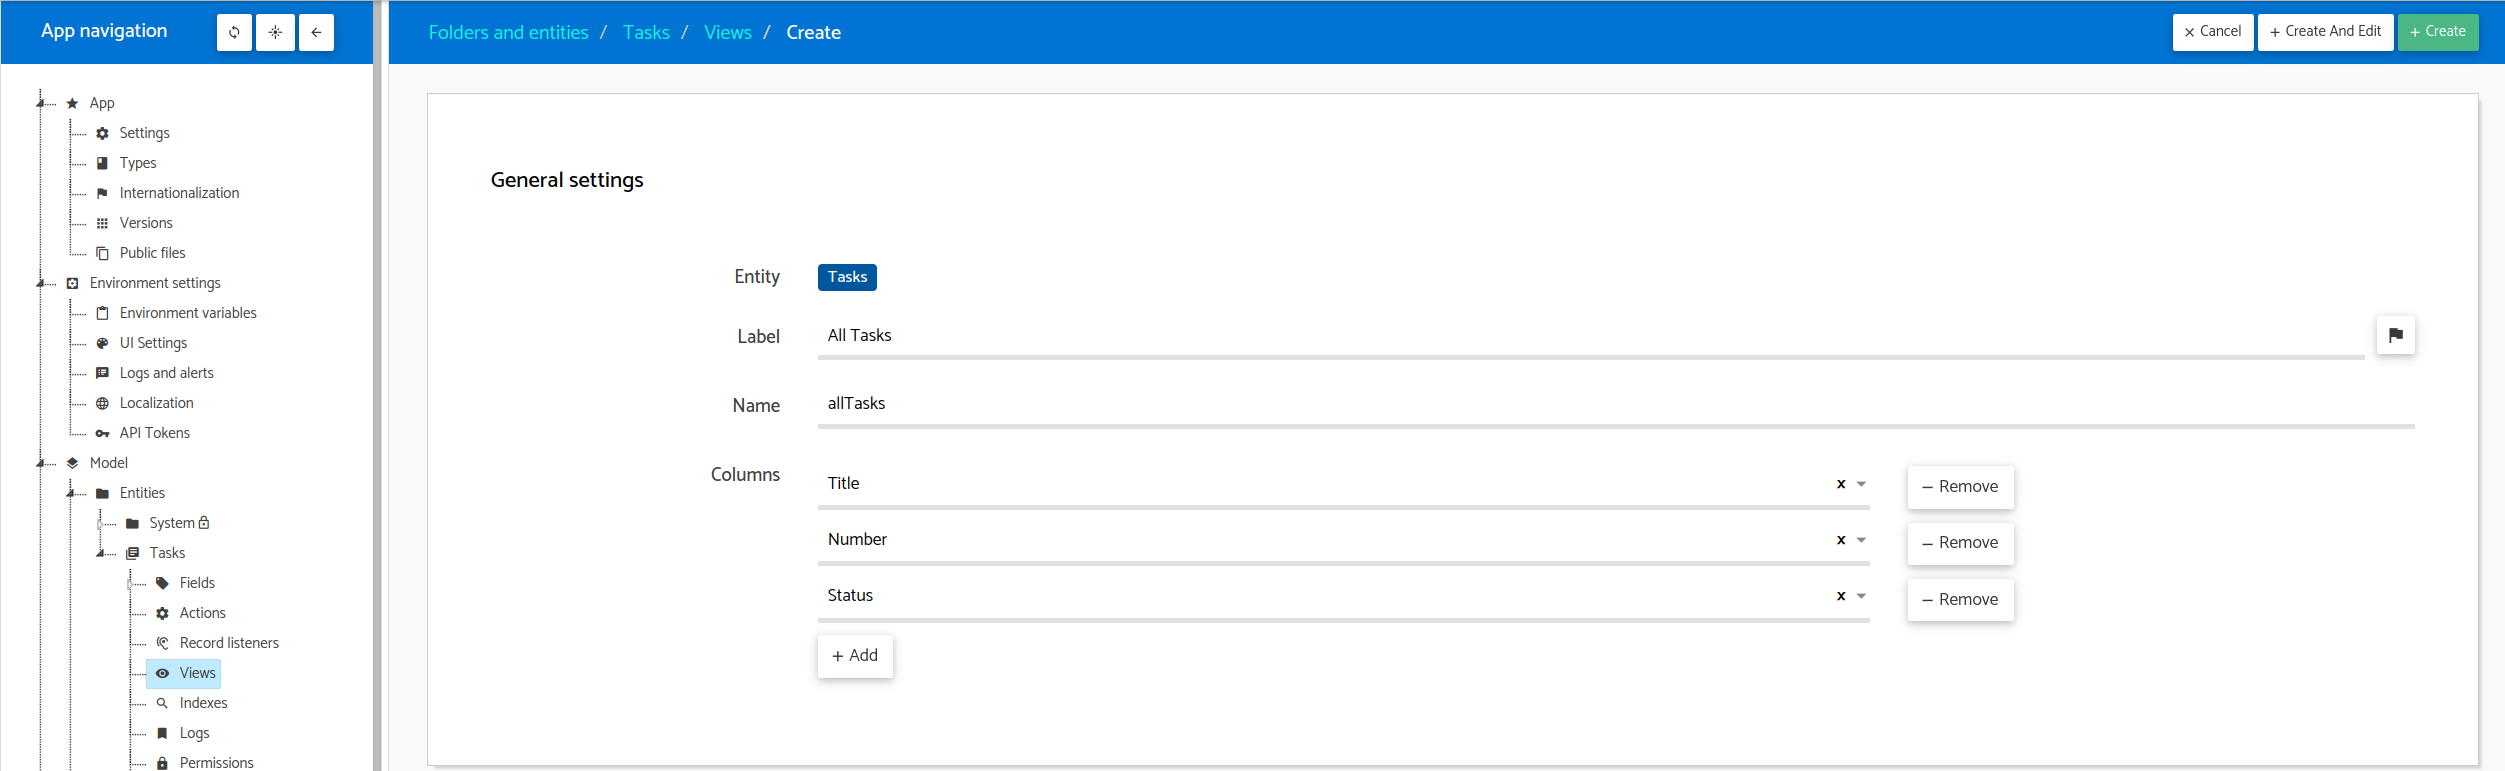 App navigation
Folders and entities / Tasks / Views / Create
Cancel
+ Create And Edit
+ Create
App
Settings
Types
Internationalization
Versions
Public files
Environment settings
Environment variables
UI Settings
Logs and alerts
Localization
API Tokens
Model
Entities
System
Tasks
Fields
Actions
Record listeners
Views
Indexes
Logs
Permissions
General settings
Entity Tasks
Label All Tasks
Name allTasks
Columns
Title x – Remove
Number x – Remove
Status x – Remove
+ Add